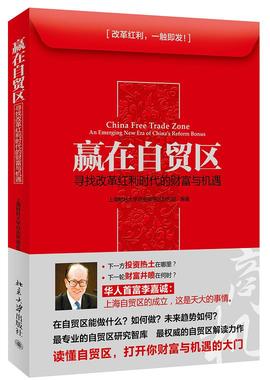 [改革红利,一触即发!]
China Free Trade Zone
An Emerging New Era of China's Reform Bonus
赢在自贸区
寻找改革红利时代的财富与机遇
下一方投资热土在哪里?
下一轮财富井喷在何时?
华人首富李嘉诚:
上海自贸区的成立,这是天大的事情。
在自贸区能做什么?如何做?未来趋势如何?
最专业的自贸区研究智库 最权威的自贸区解读力作
读懂自贸区,打开你财富与机遇的大门
商机
赢在自贸区
寻找改革红利时代的财富与机遇
北京大学出版社